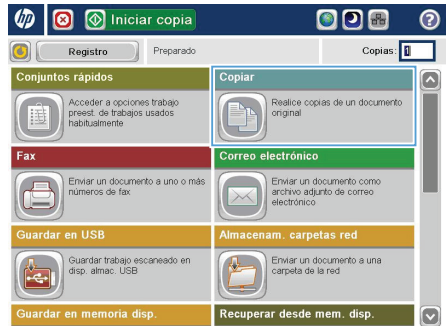 hp
Iniciar copia
?
Registro
Preparado
Copias: 1
Conjuntos rápidos
Acceder a opciones trabajo
preest. de trabajos usados
habitualmente
Copiar
Realice copias de un documento
original
Fax
Enviar un documento a uno o más
números de fax
Correo electrónico
Enviar un documento como
archivo adjunto de correo
electrónico
Guardar en USB
Guardar trabajo escaneado en
disp. almac. USB
Almacenam. carpetas red
Enviar un documento a una
carpeta de la red
Guardar en memoria disp.
Recuperar desde mem. disp.